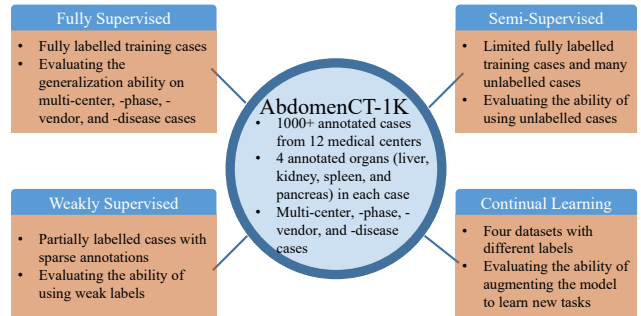 Fully Supervised
• Fully labelled training cases
• Evaluating the
generalization ability on
multi-center, -phase, -
vendor, and -disease cases
Semi-Supervised
• Limited fully labelled
training cases and many
unlabelled cases
• Evaluating the ability of
using unlabelled cases
AbdomenCT-1K
• 1000+ annotated cases
from 12 medical centers
• 4 annotated organs (liver,
kidney, spleen, and
pancreas) in each case
• Multi-center, -phase, -
vendor, and -disease
cases
Weakly Supervised
• Partially labelled cases with
sparse annotations
• Evaluating the ability of
using weak labels
Continual Learning
• Four datasets with
different labels
• Evaluating the ability of
augmenting the model
to learn new tasks